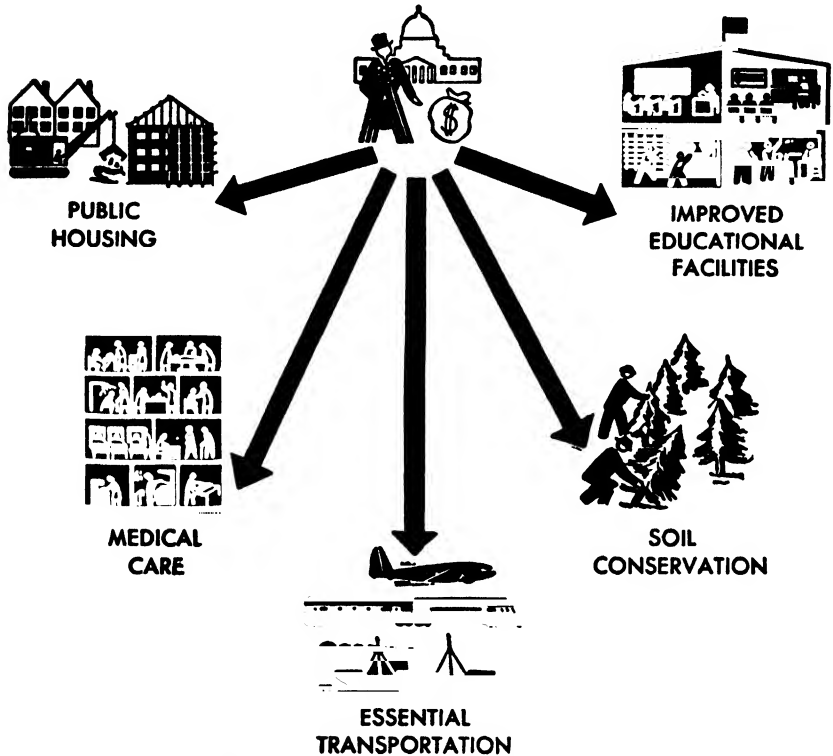 $
PUBLIC
HOUSING
IMPROVED
EDUCATIONAL
FACILITIES
MEDICAL
CARE
SOIL
CONSERVATION
ESSENTIAL
TRANSPORTATION